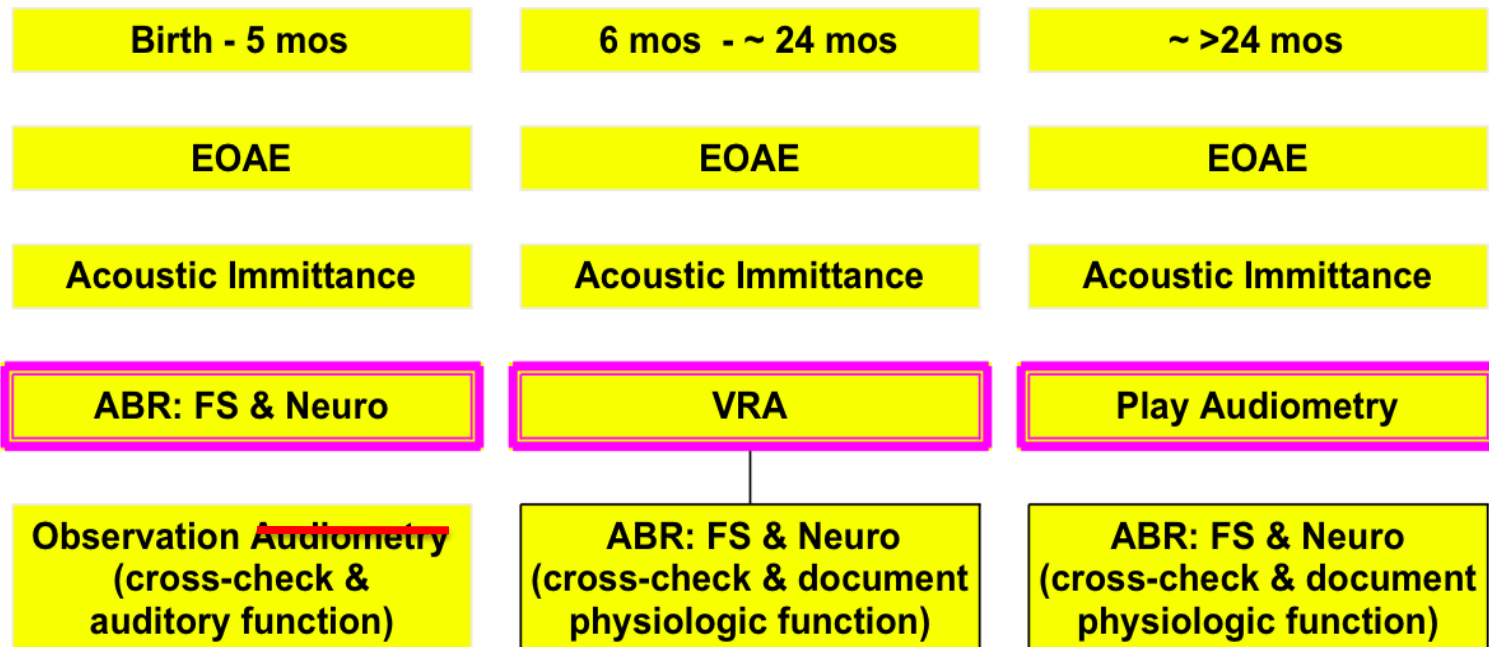 Birth - 5 mos
6 mos - ~ 24 mos
~ >24 mos
EOAE
EOAE
EOAE
Acoustic Immittance
Acoustic Immittance
Acoustic Immittance
ABR: FS & Neuro
VRA
Play Audiometry
Observation Audiometry
(cross-check &
auditory function)
ABR: FS & Neuro
(cross-check & document
physiologic function)
ABR: FS & Neuro
(cross-check & document
physiologic function)